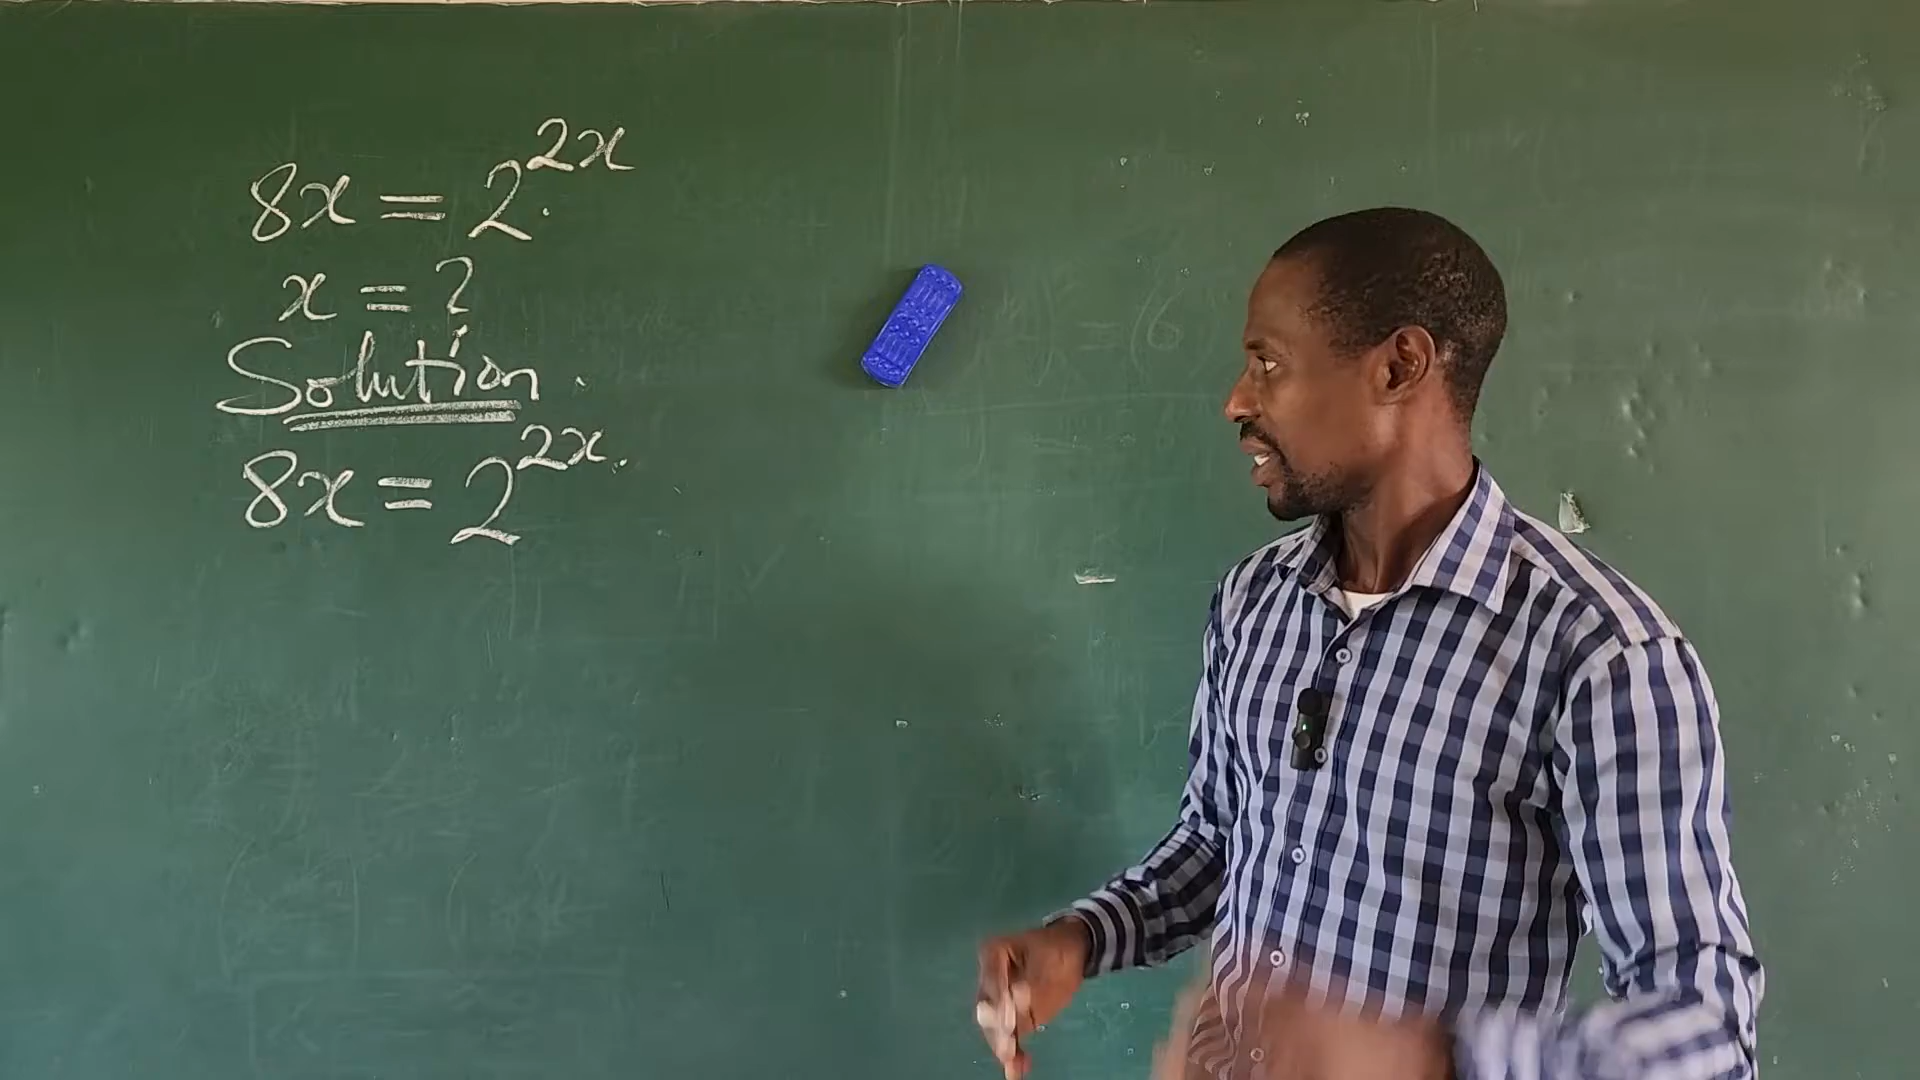 8x = 2^{2x}
x = ?
Solution.
8x = 2^{2x}.